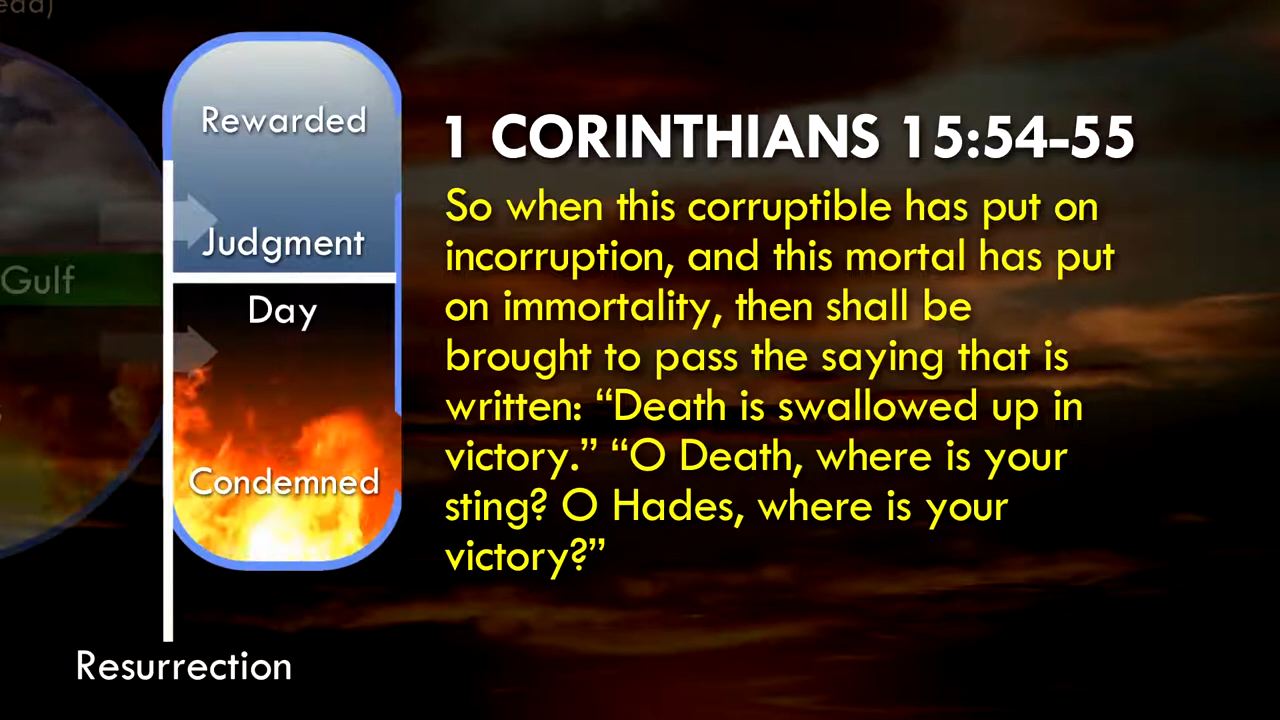 Rewarded
Judgment
Day
Condemned
Gulf
Resurrection
1 CORINTHIANS 15:54-55
So when this corruptible has put on
incorruption, and this mortal has put
on immortality, then shall be
brought to pass the saying that is
written: “Death is swallowed up in
victory.” “O Death, where is your
sting? O Hades, where is your
victory?”